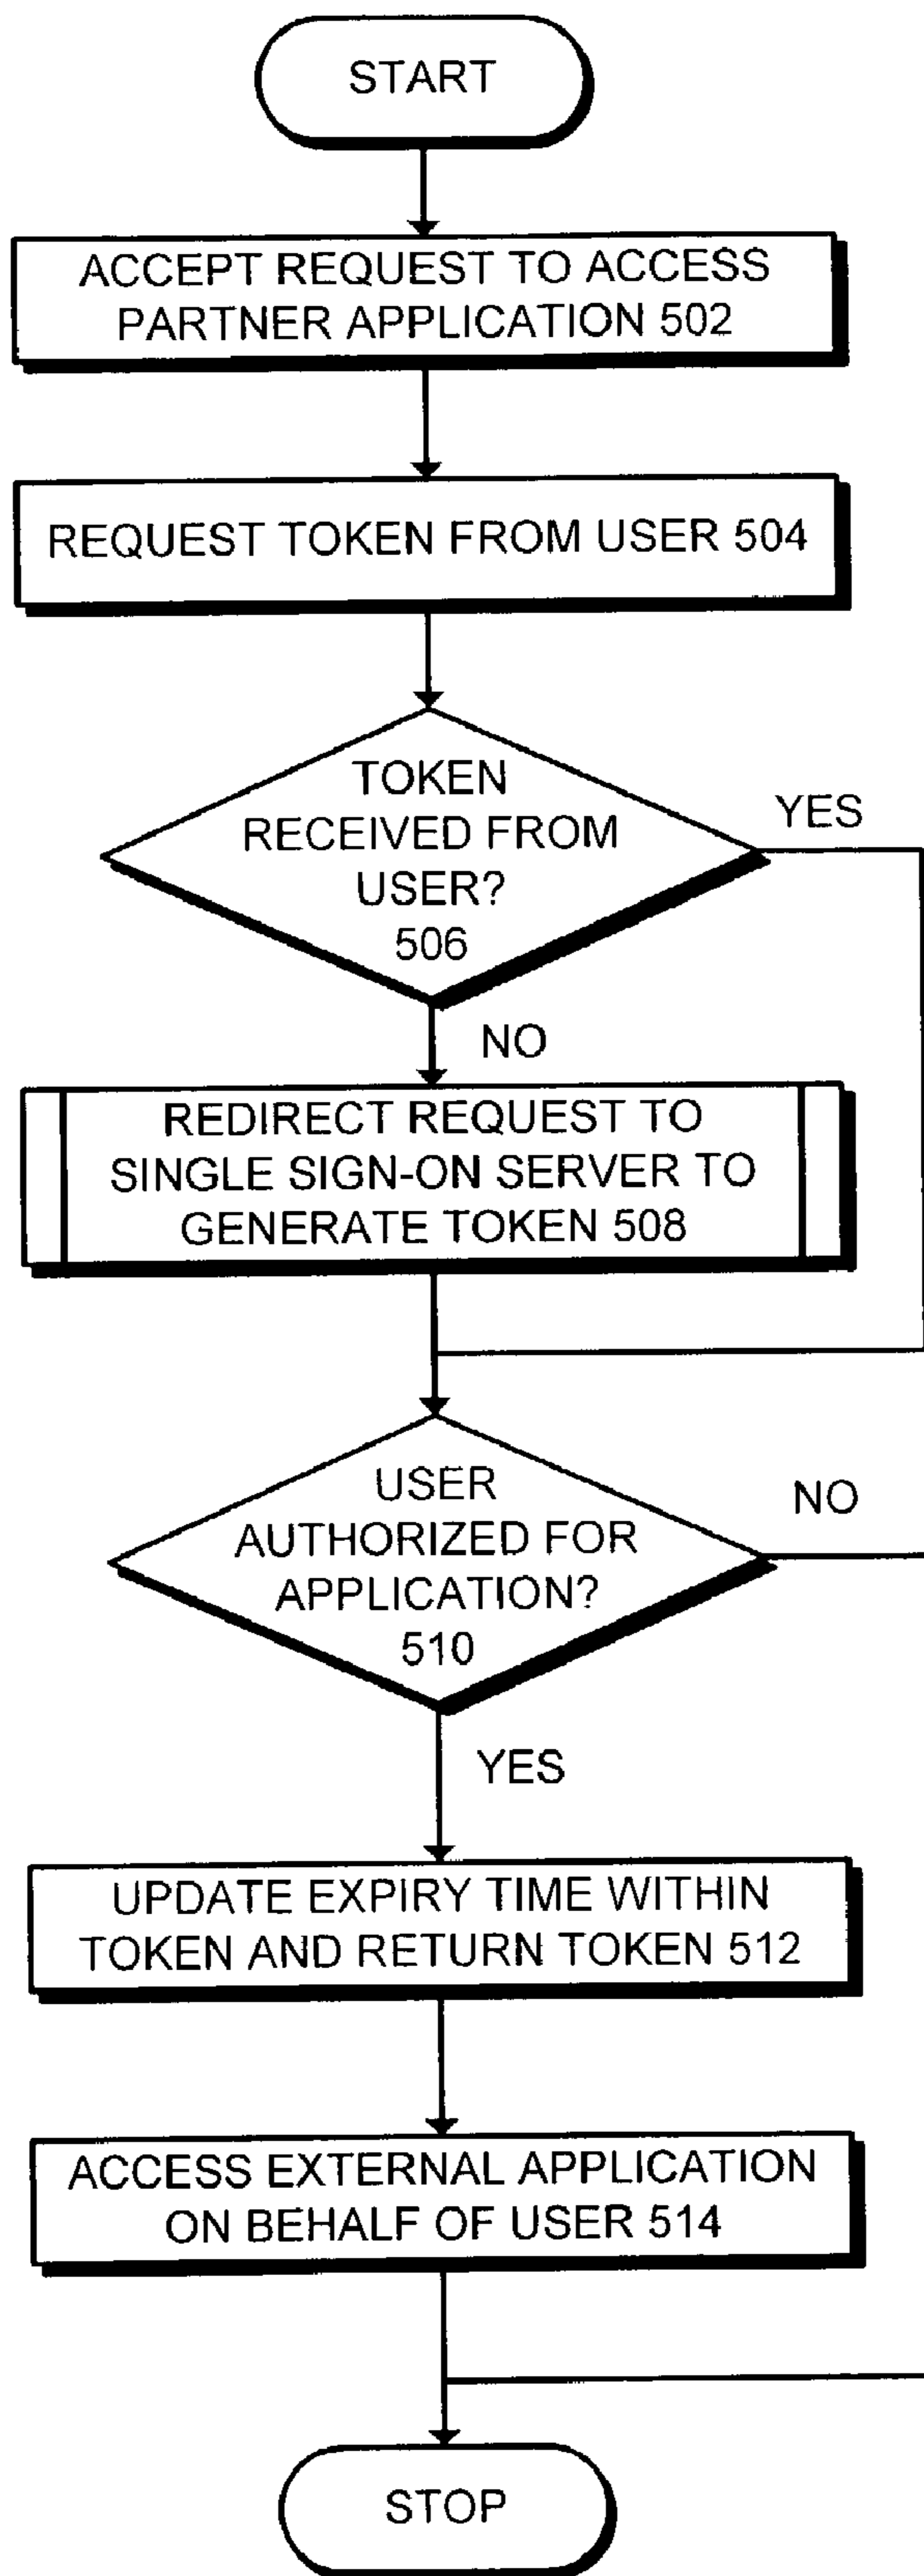 START
ACCEPT REQUEST TO ACCESS
PARTNER APPLICATION 502
REQUEST TOKEN FROM USER 504
TOKEN
RECEIVED FROM
USER?
506
YES
NO
REDIRECT REQUEST TO
SINGLE SIGN-ON SERVER TO
GENERATE TOKEN 508
USER
AUTHORIZED FOR
APPLICATION?
510
NO
YES
UPDATE EXPIRY TIME WITHIN
TOKEN AND RETURN TOKEN 512
ACCESS EXTERNAL APPLICATION
ON BEHALF OF USER 514
STOP